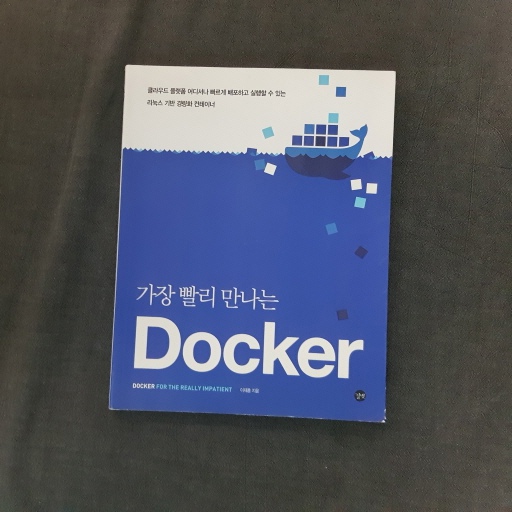 클라우드 플랫폼 어디서나 빠르게 배포하고 실행할 수 있는
리눅스 기반 경량화 컨테이너
가장 빨리 만나는
Docker
DOCKER FOR THE REALLY IMPATIENT 이재홍 지음
길벗